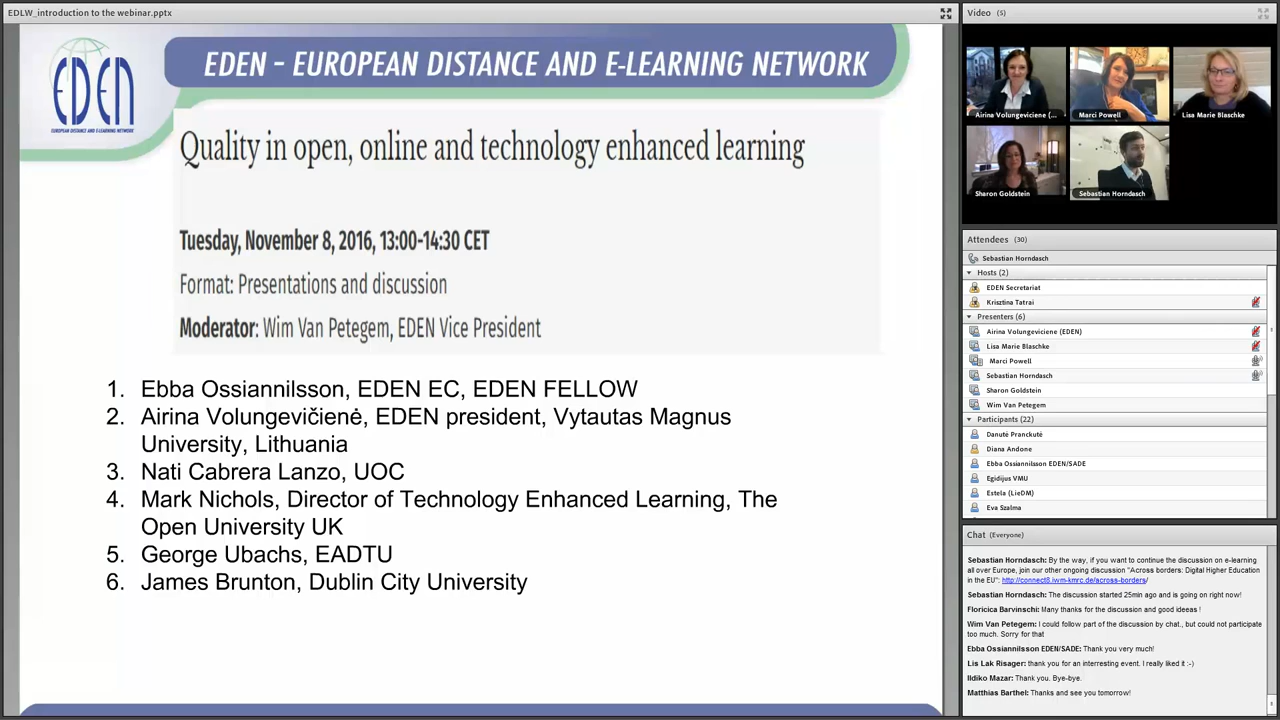 EDLW_introduction to the webinar.pptx
EDEN
EUROPEAN DISTANCE AND E-LEARNING NETWORK
EDEN – EUROPEAN DISTANCE AND E-LEARNING NETWORK
Quality in open, online and technology enhanced learning
Tuesday, November 8, 2016, 13:00-14:30 CET
Format: Presentations and discussion
Moderator: Wim Van Petegem, EDEN Vice President
1. Ebba Ossiannilsson, EDEN EC, EDEN FELLOW
2. Airina Volungevičienė, EDEN president, Vytautas Magnus
University, Lithuania
3. Nati Cabrera Lanzo, UOC
4. Mark Nichols, Director of Technology Enhanced Learning, The
Open University UK
5. George Ubachs, EADTU
6. James Brunton, Dublin City University
Video (5)
Airina Volungeviciene (...
Marci Powell
Lisa Marie Blaschke
Sharon Goldstein
Sebastian Horndasch
Attendees (30)
Sebastian Horndasch
Hosts (2)
EDEN Secretariat
Krisztina Tatrai
Presenters (6)
Airina Volungeviciene (EDEN)
Lisa Marie Blaschke
Marci Powell
Sebastian Horndasch
Sharon Goldstein
Wim Van Petegem
Participants (22)
Danutė Pranckutė
Diana Andone
Ebba Ossiannilsson EDEN/SADE
Egidijus VMU
Estela (LieDM)
Eva Szalma
Chat (Everyone)
Sebastian Horndasch: By the way, if you want to continue the discussion on e-learning
all over Europe, join our other ongoing discussion "Across borders: Digital Higher Education
in the EU": http://connect8.iwm-kmrc.de/across-borders/
Sebastian Horndasch: The discussion started 25min ago and is going on right now!
Floricica Barvinschi: Many thanks for the discussion and good ideeas !
Wim Van Petegem: I could follow part of the discussion by chat., but could not participate
too much. Sorry for that
Ebba Ossiannilsson EDEN/SADE: Thank you very much!
Lis Lak Risager: thank you for an interresting event. I really liked it :-)
Ildiko Mazar: Thank you. Bye-bye.
Matthias Barthel: Thanks and see you tomorrow!